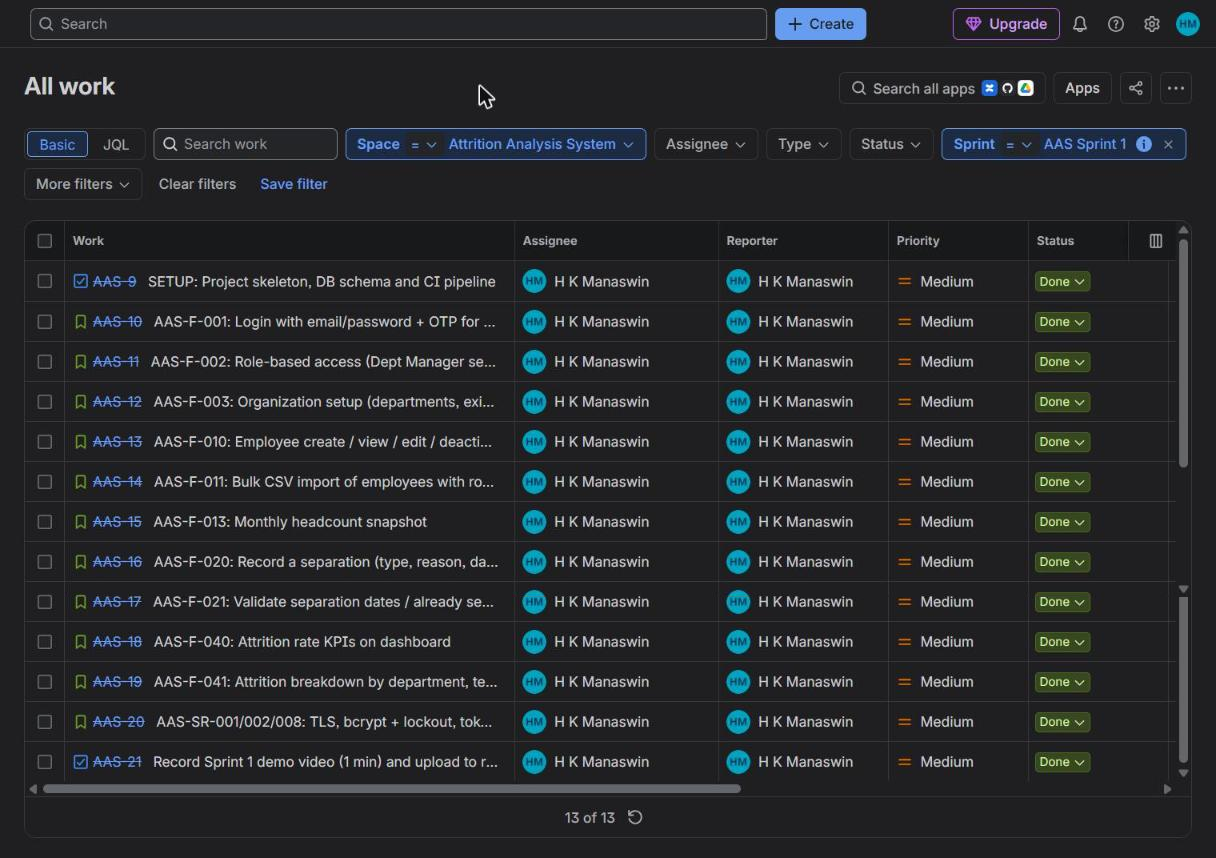 Search
+ Create
Upgrade
HM
All work
Search all apps
Apps
Basic
JQL
Search work
Space = Attrition Analysis System
Assignee
Type
Status
Sprint = AAS Sprint 1
More filters
Clear filters
Save filter
Work Assignee Reporter Priority Status
AAS-9 SETUP: Project skeleton, DB schema and CI pipeline HM H K Manaswin HM H K Manaswin Medium Done
AAS-10 AAS-F-001: Login with email/password + OTP for ... HM H K Manaswin HM H K Manaswin Medium Done
AAS-11 AAS-F-002: Role-based access (Dept Manager se... HM H K Manaswin HM H K Manaswin Medium Done
AAS-12 AAS-F-003: Organization setup (departments, exi... HM H K Manaswin HM H K Manaswin Medium Done
AAS-13 AAS-F-010: Employee create / view / edit / deacti... HM H K Manaswin HM H K Manaswin Medium Done
AAS-14 AAS-F-011: Bulk CSV import of employees with ro... HM H K Manaswin HM H K Manaswin Medium Done
AAS-15 AAS-F-013: Monthly headcount snapshot HM H K Manaswin HM H K Manaswin Medium Done
AAS-16 AAS-F-020: Record a separation (type, reason, da... HM H K Manaswin HM H K Manaswin Medium Done
AAS-17 AAS-F-021: Validate separation dates / already se... HM H K Manaswin HM H K Manaswin Medium Done
AAS-18 AAS-F-040: Attrition rate KPIs on dashboard HM H K Manaswin HM H K Manaswin Medium Done
AAS-19 AAS-F-041: Attrition breakdown by department, te... HM H K Manaswin HM H K Manaswin Medium Done
AAS-20 AAS-SR-001/002/008: TLS, bcrypt + lockout, tok... HM H K Manaswin HM H K Manaswin Medium Done
AAS-21 Record Sprint 1 demo video (1 min) and upload to r... HM H K Manaswin HM H K Manaswin Medium Done
13 of 13